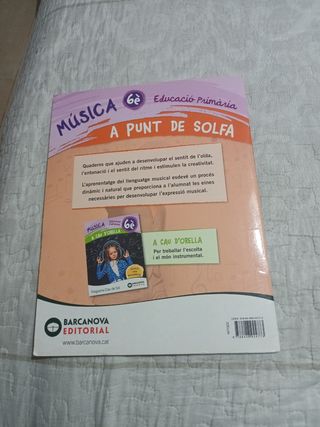 MÚSICA 6è Educació Primària
A PUNT DE SOLFA
Quaderns que ajuden a desenvolupar el sentit de l'oïda,
l'entonació i el sentit del ritme i estimulen la creativitat.
L'aprenentatge del llenguatge musical esdevé un procés
dinàmic i natural que proporciona a l'alumnat les eines
necessàries per desenvolupar l'expressió musical.
MÚSICA 6è
A CAU D'ORELLA
A CAU D'ORELLA
Per treballar l'escolta
i el món instrumental.
BARCANOVA
EDITORIAL
www.barcanova.cat